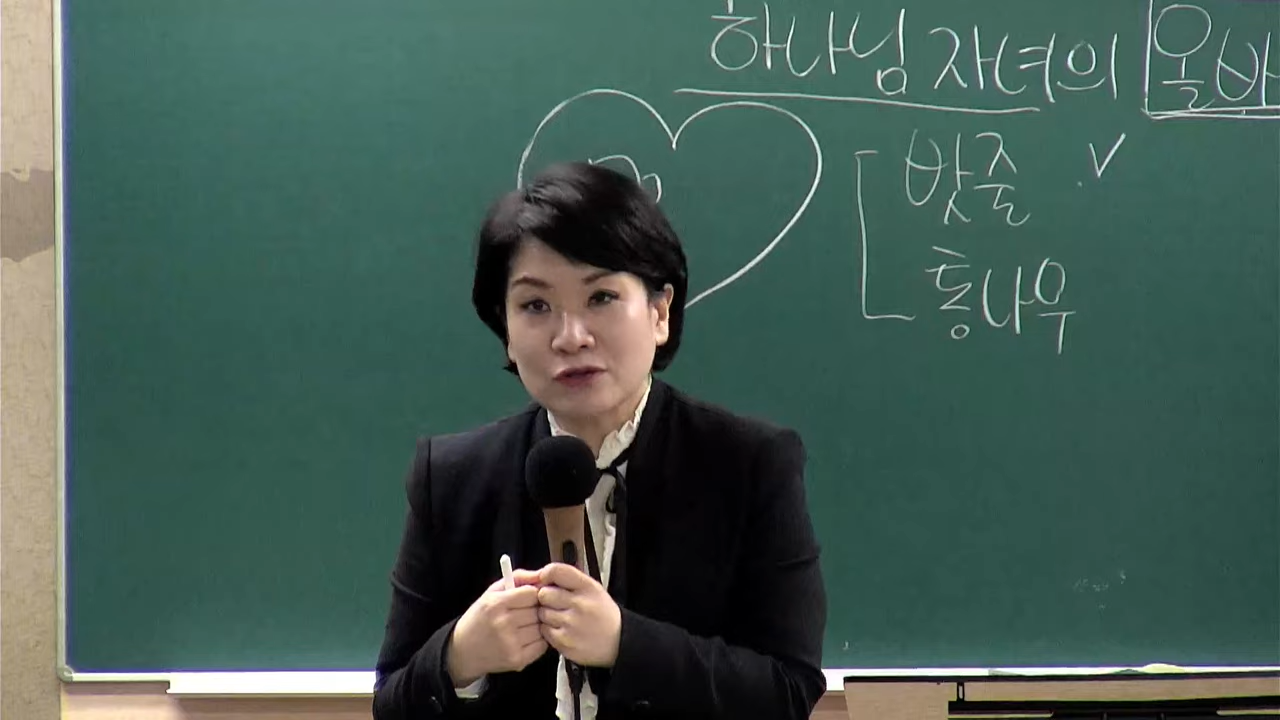 하나님 자녀의 올바
밧줄 ✓
통나무